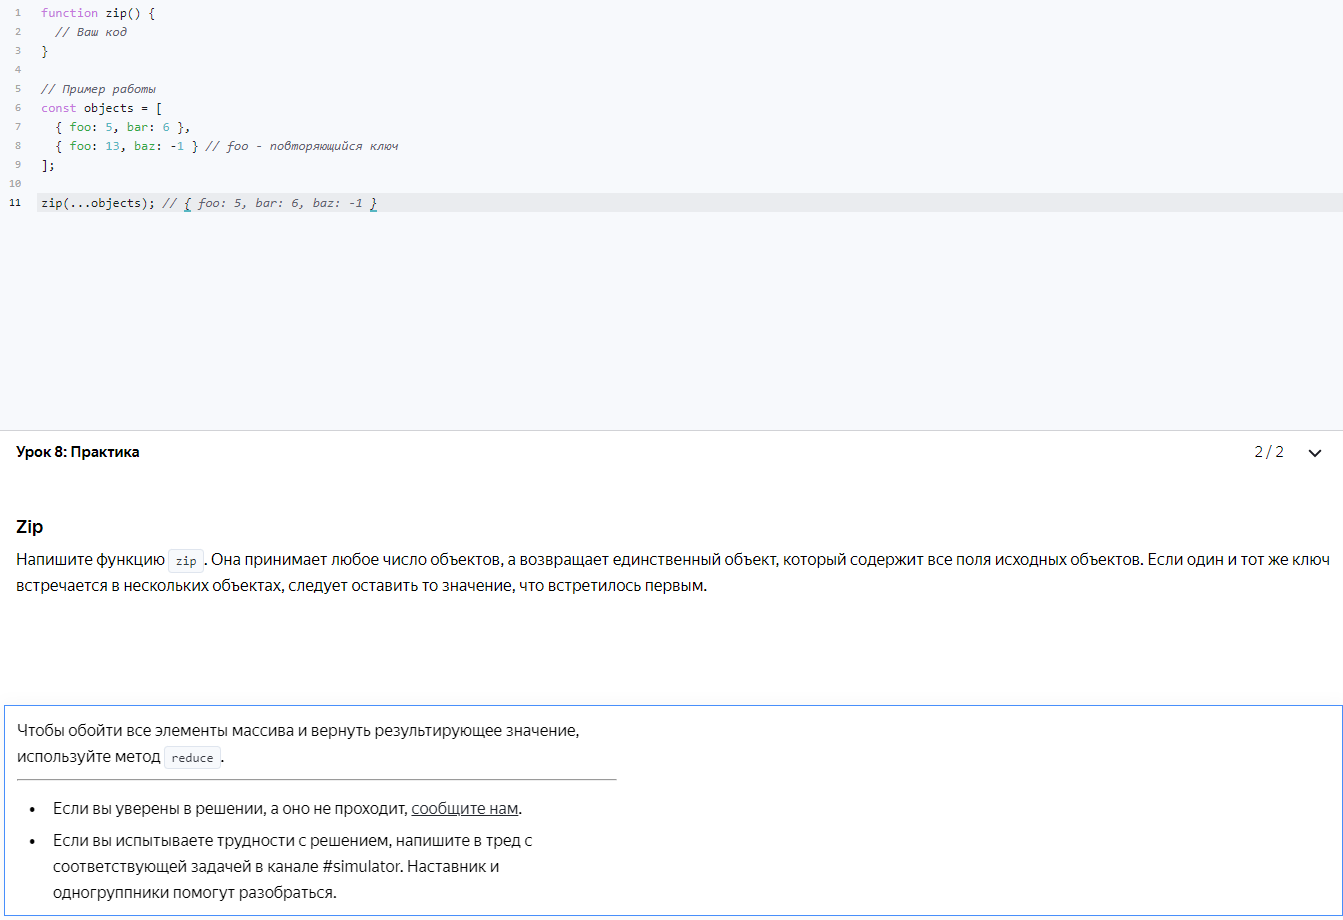 1 function zip() {
2 // Ваш код
3 }
4
5 // Пример работы
6 const objects = [
7 { foo: 5, bar: 6 },
8 { foo: 13, baz: -1 } // foo - повторяющийся ключ
9 ];
10
11 zip(...objects); // { foo: 5, bar: 6, baz: -1 }
Урок 8: Практика 2 / 2
Zip
Напишите функцию zip . Она принимает любое число объектов, а возвращает единственный объект, который содержит все поля исходных объектов. Если один и тот же ключ
встречается в нескольких объектах, следует оставить то значение, что встретилось первым.
Чтобы обойти все элементы массива и вернуть результирующее значение,
используйте метод reduce .
• Если вы уверены в решении, а оно не проходит, сообщите нам.
• Если вы испытываете трудности с решением, напишите в тред с
соответствующей задачей в канале #simulator. Наставник и
одногруппники помогут разобраться.